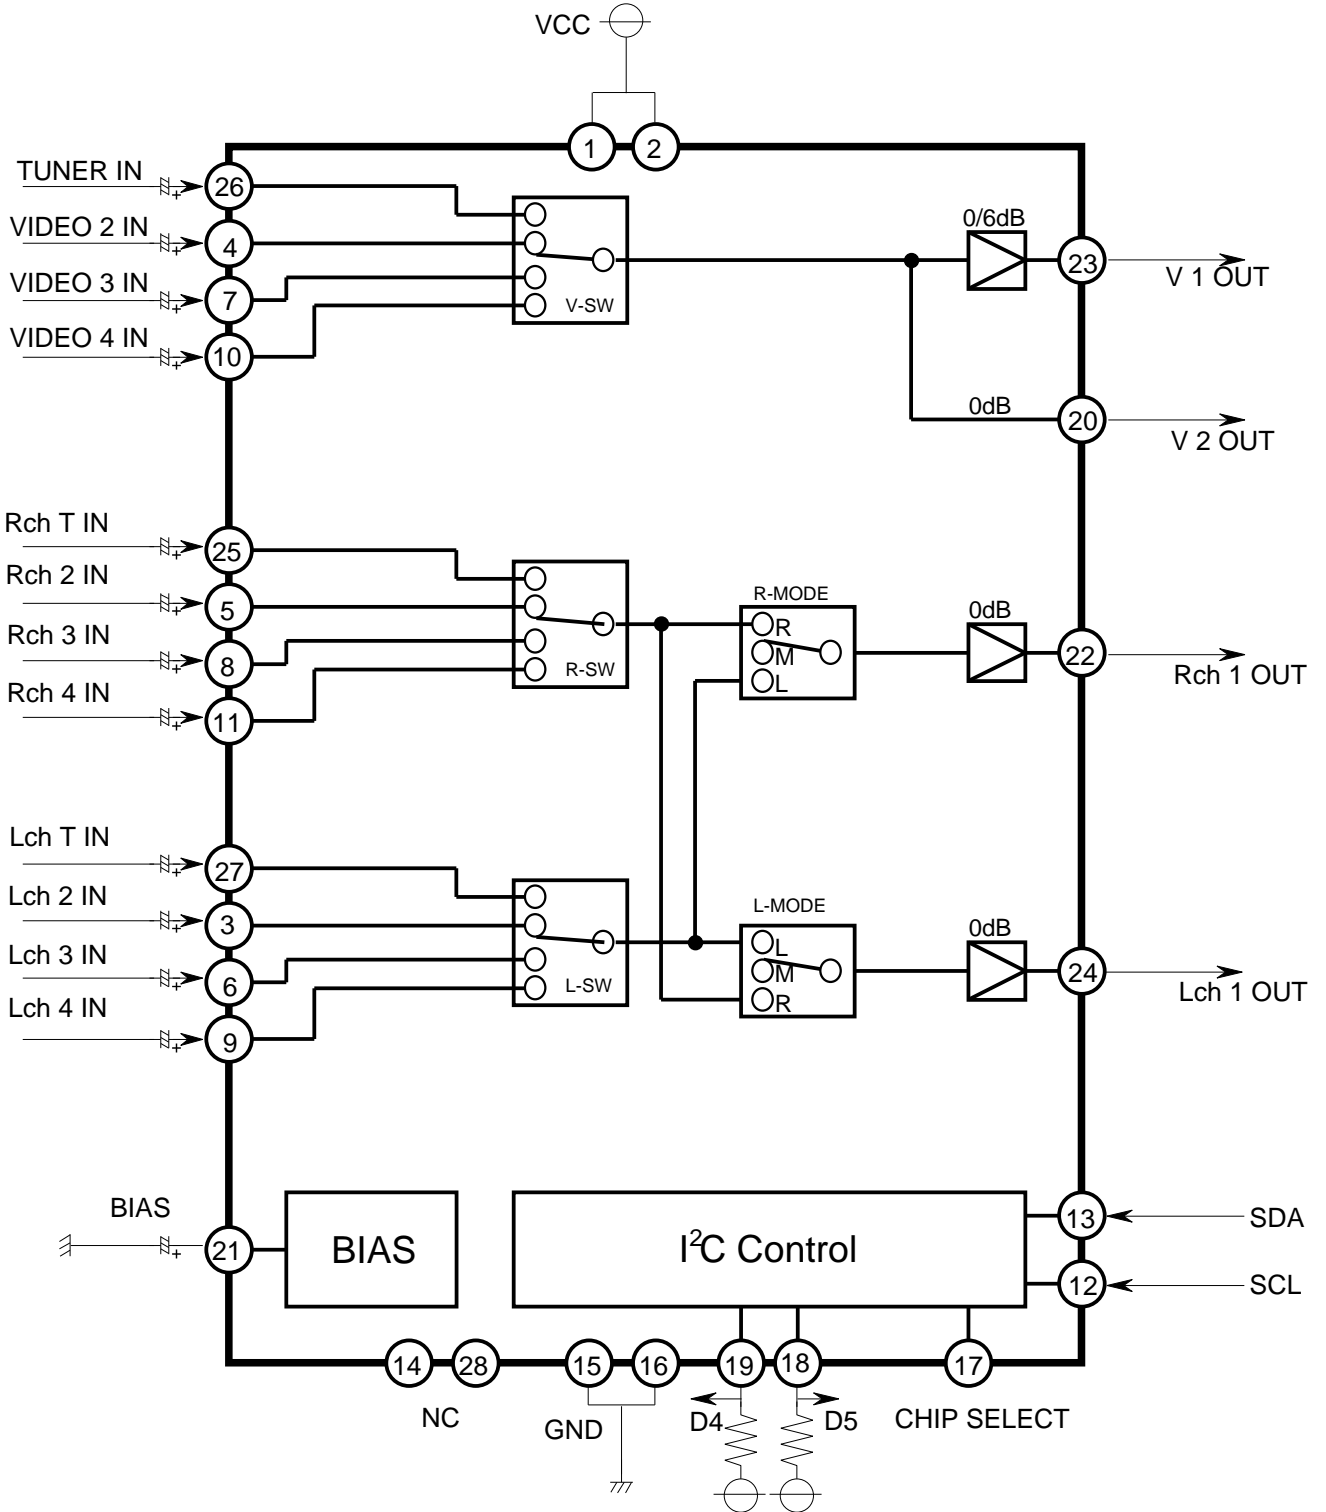 VCC
1 2
TUNER IN
26
VIDEO 2 IN
4
VIDEO 3 IN
7
VIDEO 4 IN
10
V-SW
0/6dB
23
V 1 OUT
0dB
20
V 2 OUT
Rch T IN
25
Rch 2 IN
5
Rch 3 IN
8
Rch 4 IN
11
R-SW
R-MODE
R
M
L
0dB
22
Rch 1 OUT
Lch T IN
27
Lch 2 IN
3
Lch 3 IN
6
Lch 4 IN
9
L-SW
L-MODE
L
M
R
0dB
24
Lch 1 OUT
BIAS
21
BIAS
I²C Control
13
SDA
12
SCL
14 28 15 16 19 18 17
NC
GND
D4
D5
CHIP SELECT
+
+
+
+
+
+
+
+
+
+
+
+
+